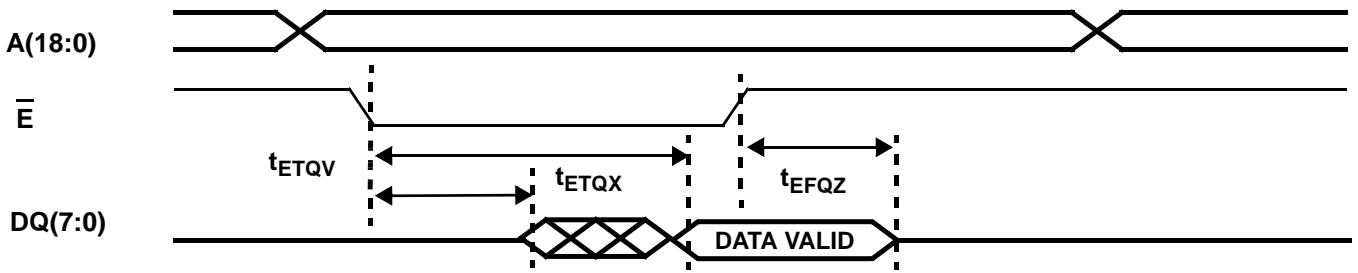 A(18:0)
E
tETQV
tETQX
tEFQZ
DQ(7:0)
DATA VALID